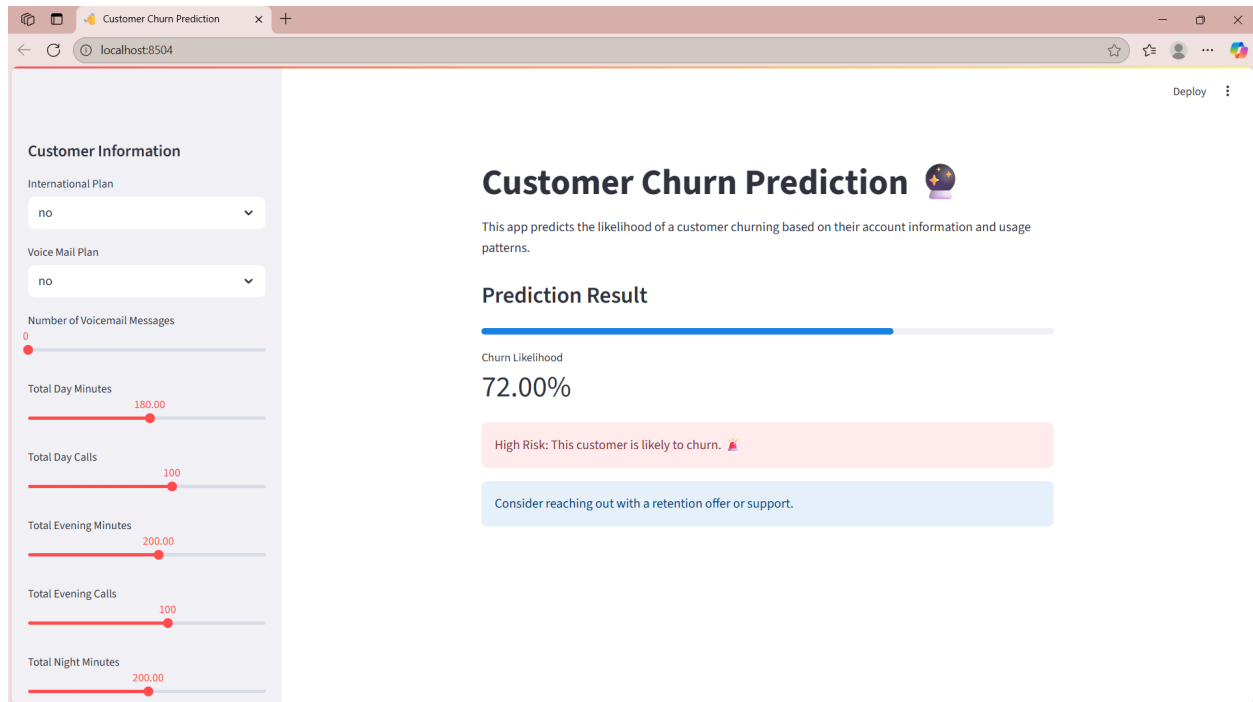 Customer Churn Prediction
localhost:8504
Deploy
Customer Information
International Plan
no
Voice Mail Plan
no
Number of Voicemail Messages
0
Total Day Minutes
180.00
Total Day Calls
100
Total Evening Minutes
200.00
Total Evening Calls
100
Total Night Minutes
200.00
Customer Churn Prediction
This app predicts the likelihood of a customer churning based on their account information and usage
patterns.
Prediction Result
Churn Likelihood
72.00%
High Risk: This customer is likely to churn.
Consider reaching out with a retention offer or support.